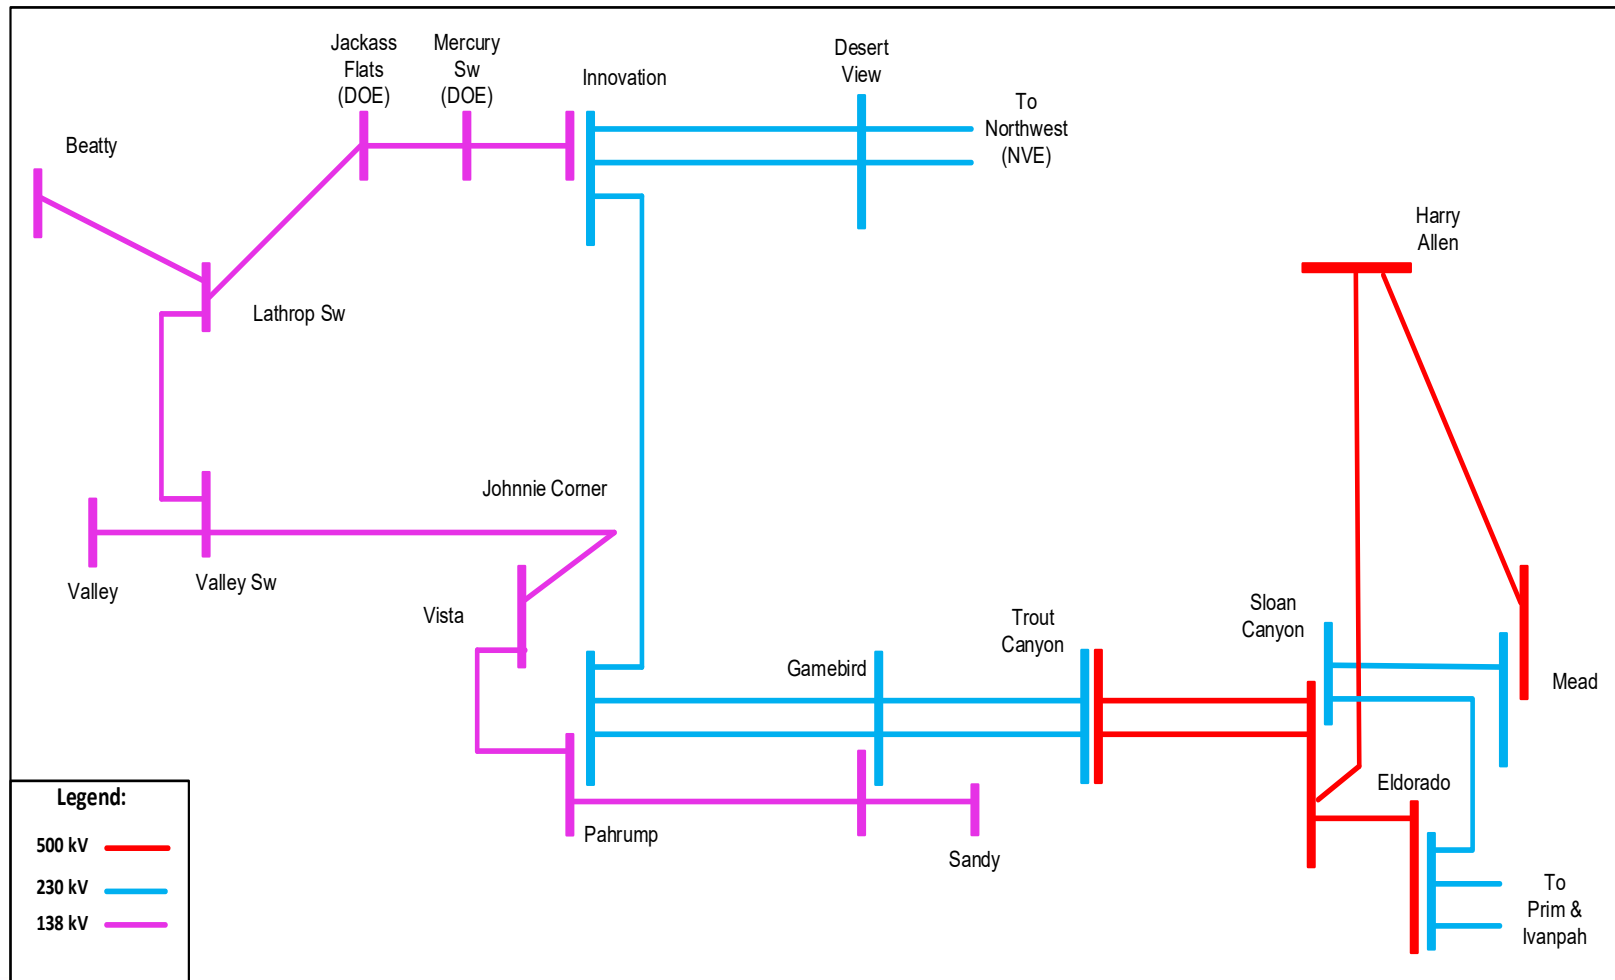 Jackass
Flats
(DOE)
Mercury
Sw
(DOE)
Innovation
Desert
View
To
Northwest
(NVE)
Beatty
Harry
Allen
Lathrop Sw
Johnnie Corner
Valley
Valley Sw
Vista
Gamebird
Trout
Canyon
Sloan
Canyon
Mead
Eldorado
Pahrump
Sandy
To
Prim &
Ivanpah
Legend:
500 kV
230 kV
138 kV